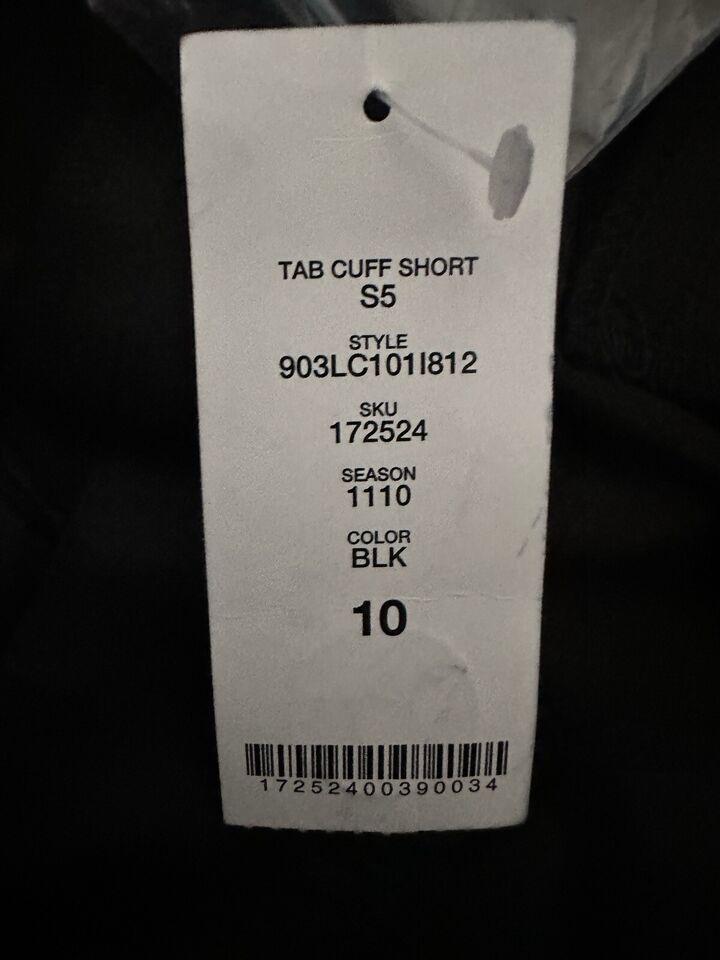 TAB CUFF SHORT
S5
STYLE
903LC101I812
SKU
172524
SEASON
1110
COLOR
BLK
10
17252400390034